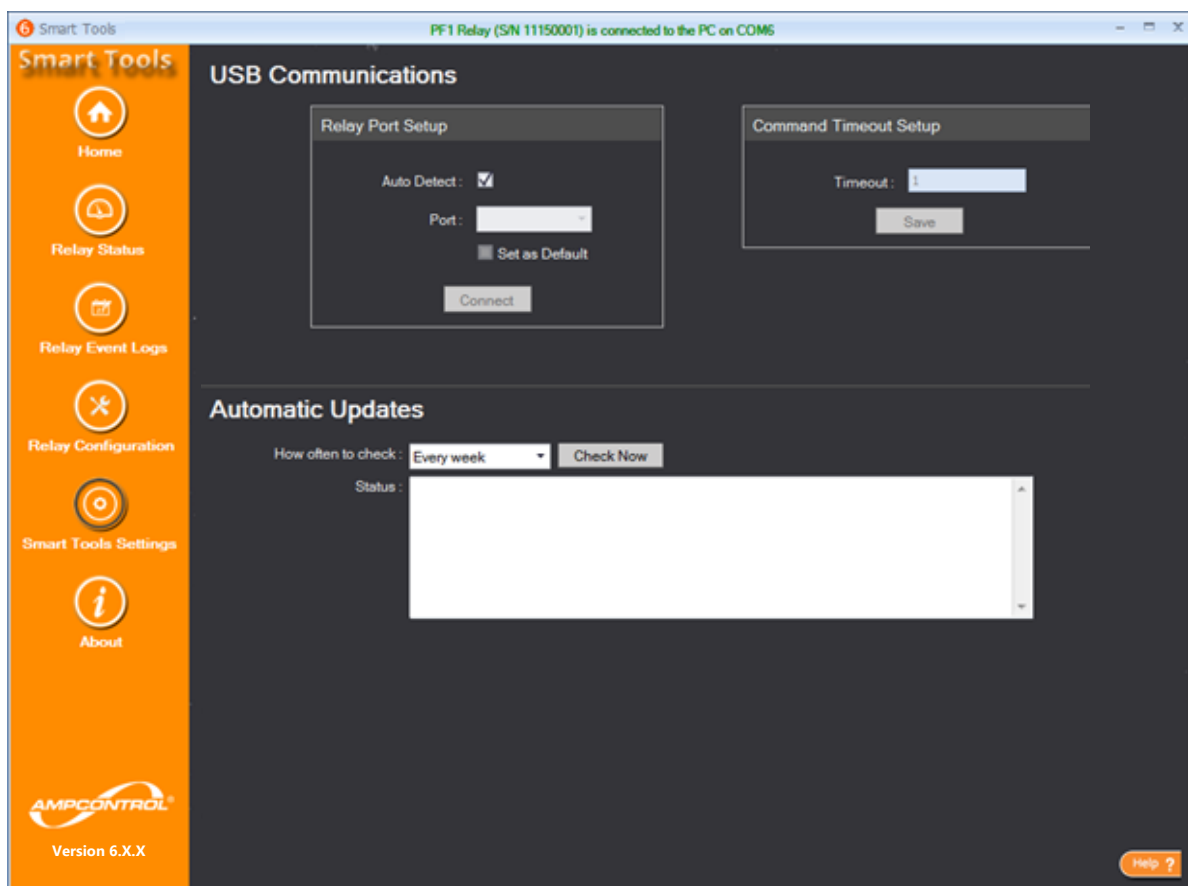 6 Smart Tools
PF1 Relay (S/N 11150001) is connected to the PC on COM6
Smart Tools
Home
Relay Status
Relay Event Logs
Relay Configuration
Smart Tools Settings
i
About
AMPCONTROL®
Version 6.X.X
USB Communications
Relay Port Setup
Auto Detect :
Port :
Set as Default
Connect
Command Timeout Setup
Timeout : 1
Save
Automatic Updates
How often to check : Every week Check Now
Status :
Help ?